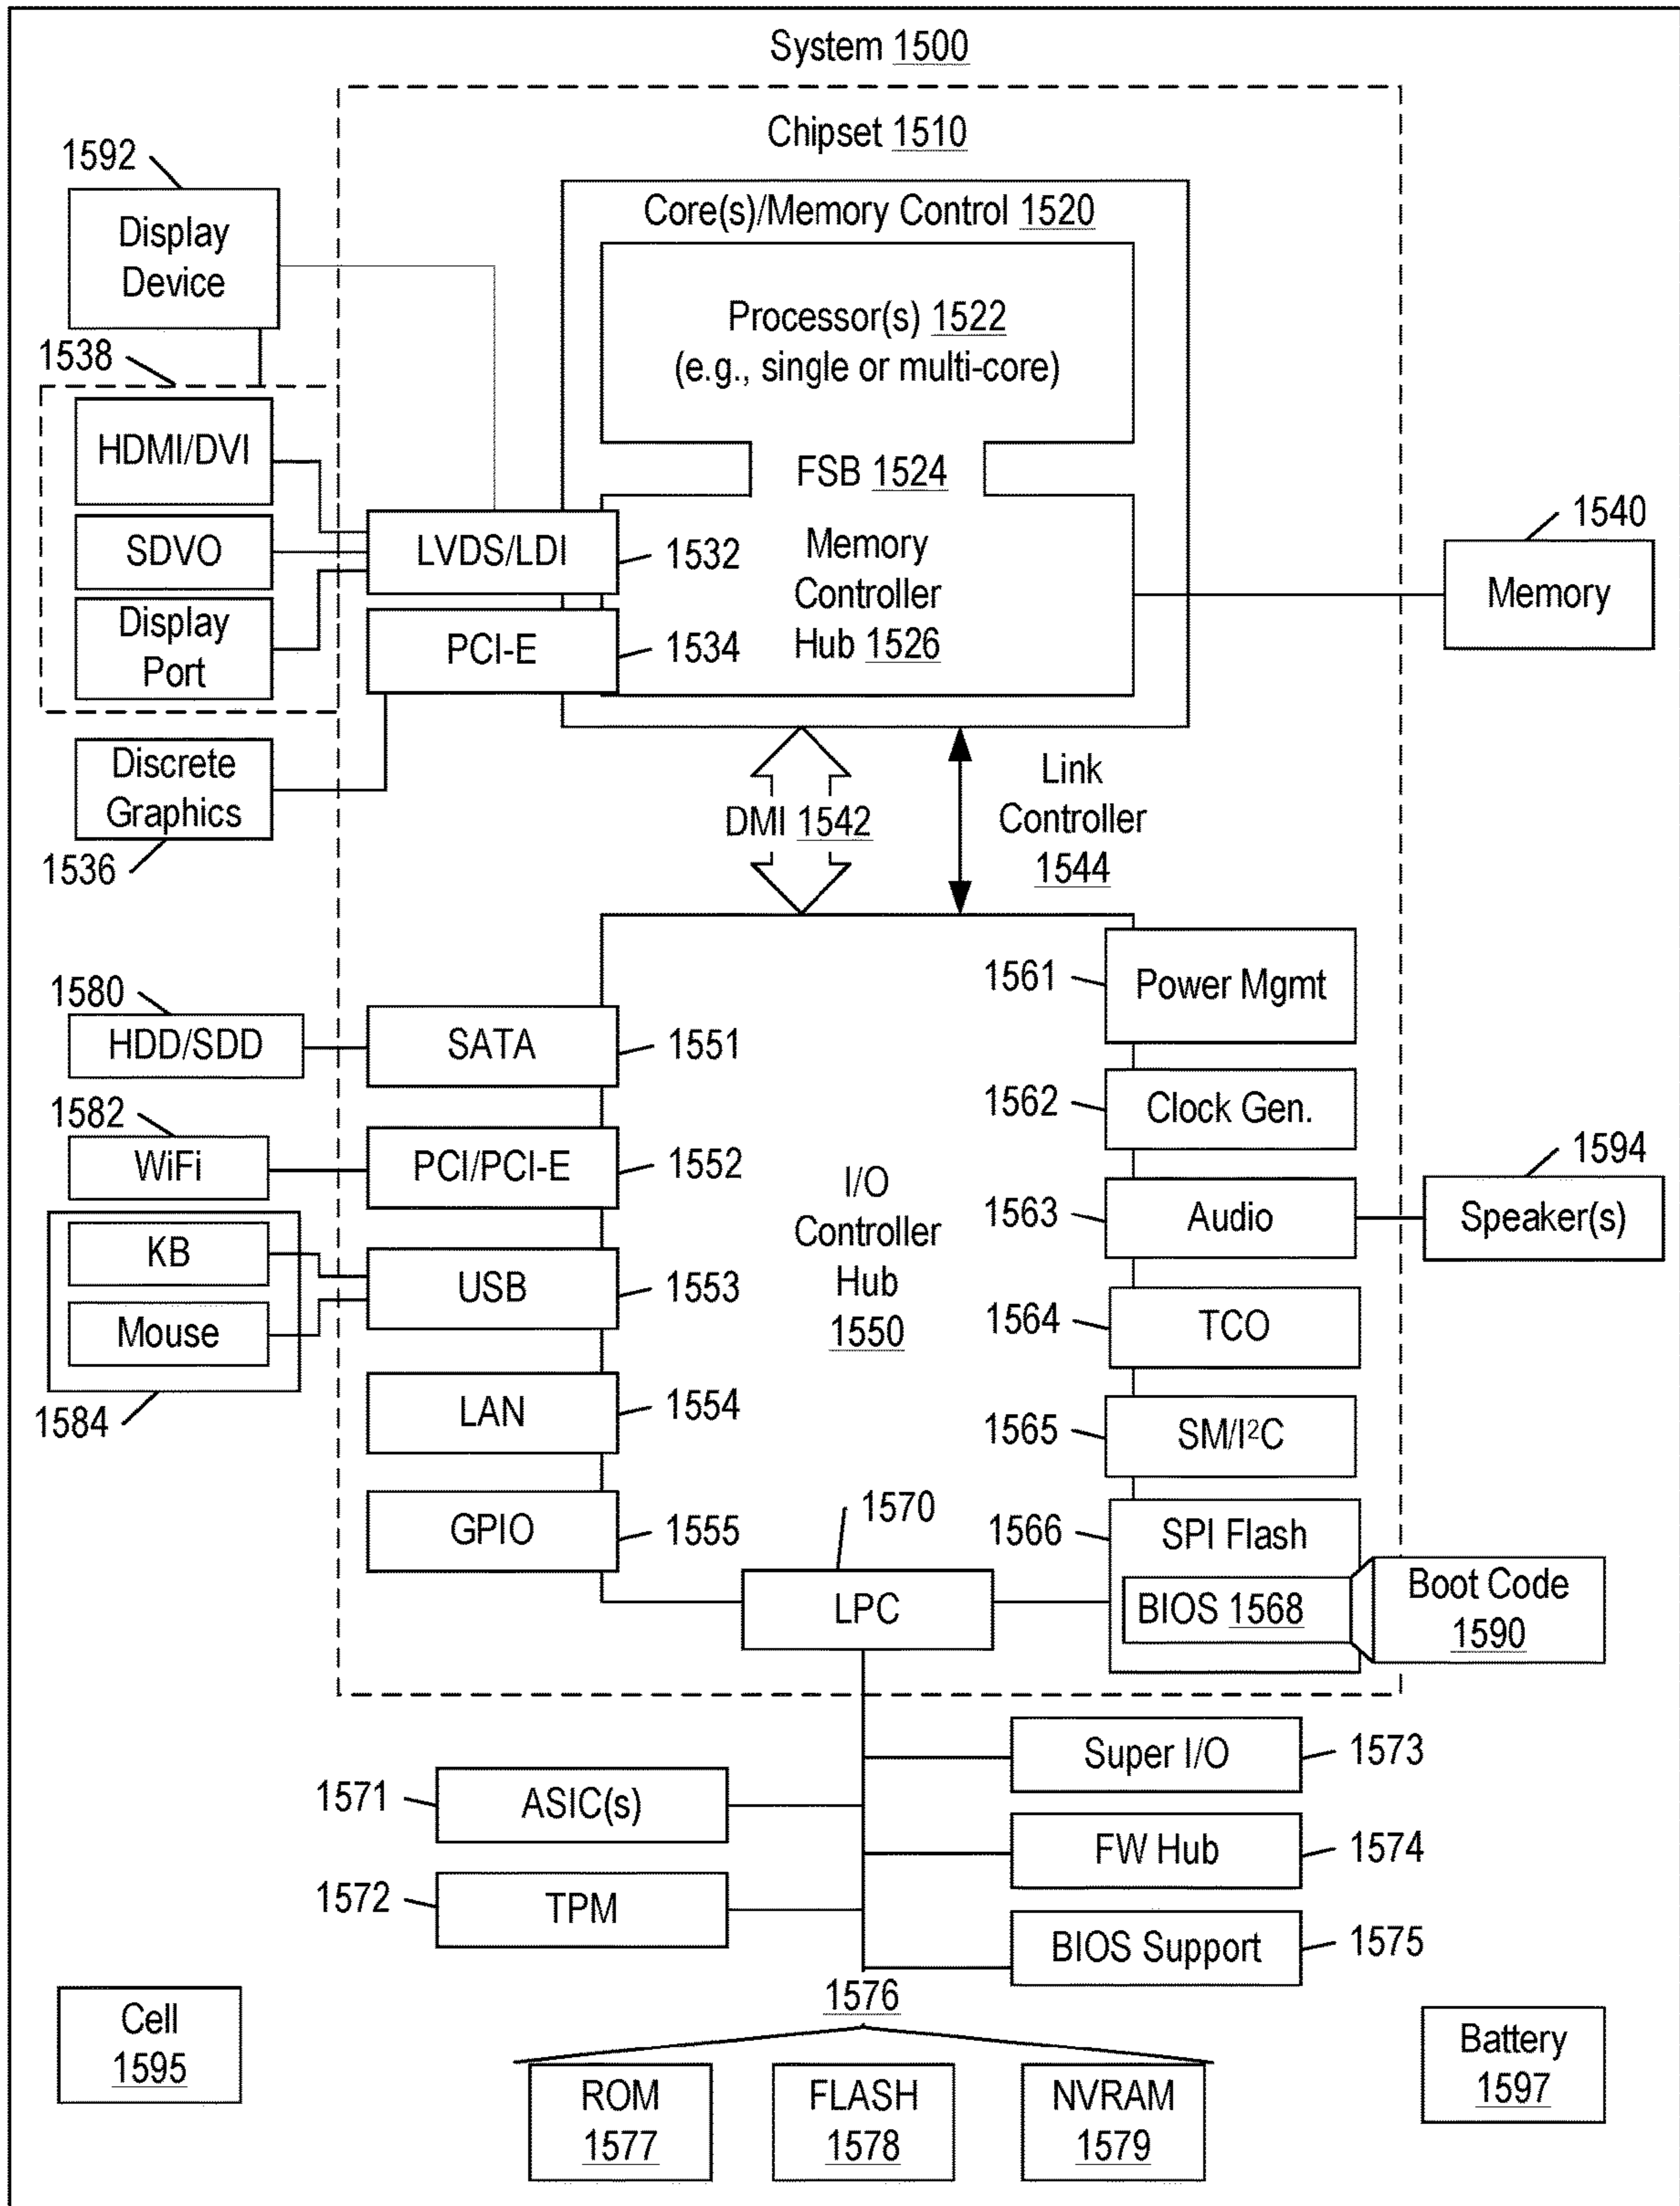 System 1500
Chipset 1510
1592
Display
Device
Core(s)/Memory Control 1520
Processor(s) 1522
(e.g., single or multi-core)
1538
HDMI/DVI
SDVO
Display
Port
FSB 1524
LVDS/LDI
1532
PCI-E
1534
Memory
Controller
Hub 1526
1540
Memory
Discrete
Graphics
1536
DMI 1542
Link
Controller
1544
1580
HDD/SDD
SATA
1551
1582
WiFi
PCI/PCI-E
1552
KB
Mouse
1584
USB
1553
LAN
1554
GPIO
1555
I/O
Controller
Hub
1550
1561
Power Mgmt
1562
Clock Gen.
1563
Audio
1594
Speaker(s)
1564
TCO
1565
SM/I²C
1566
SPI Flash
BIOS 1568
Boot Code
1590
1570
LPC
1571
ASIC(s)
1572
TPM
Super I/O
1573
FW Hub
1574
BIOS Support
1575
1576
Cell
1595
ROM
1577
FLASH
1578
NVRAM
1579
Battery
1597